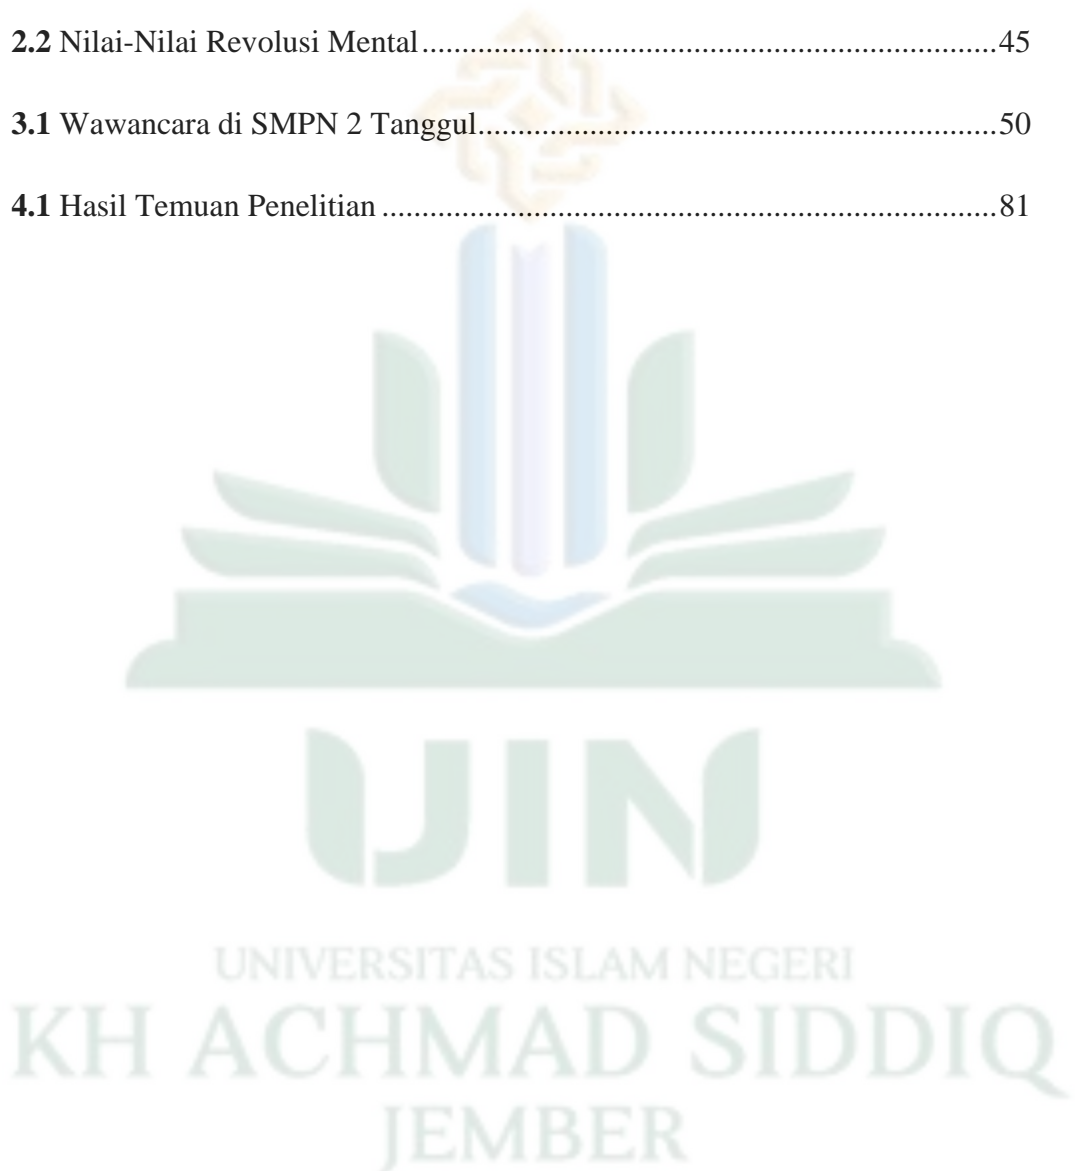 2.2 Nilai-Nilai Revolusi Mental.......................................................................45
3.1 Wawancara di SMPN 2 Tanggul................................................................50
4.1 Hasil Temuan Penelitian ............................................................................81
UIN
UNIVERSITAS ISLAM NEGERI
KH ACHMAD SIDDIQ
JEMBER